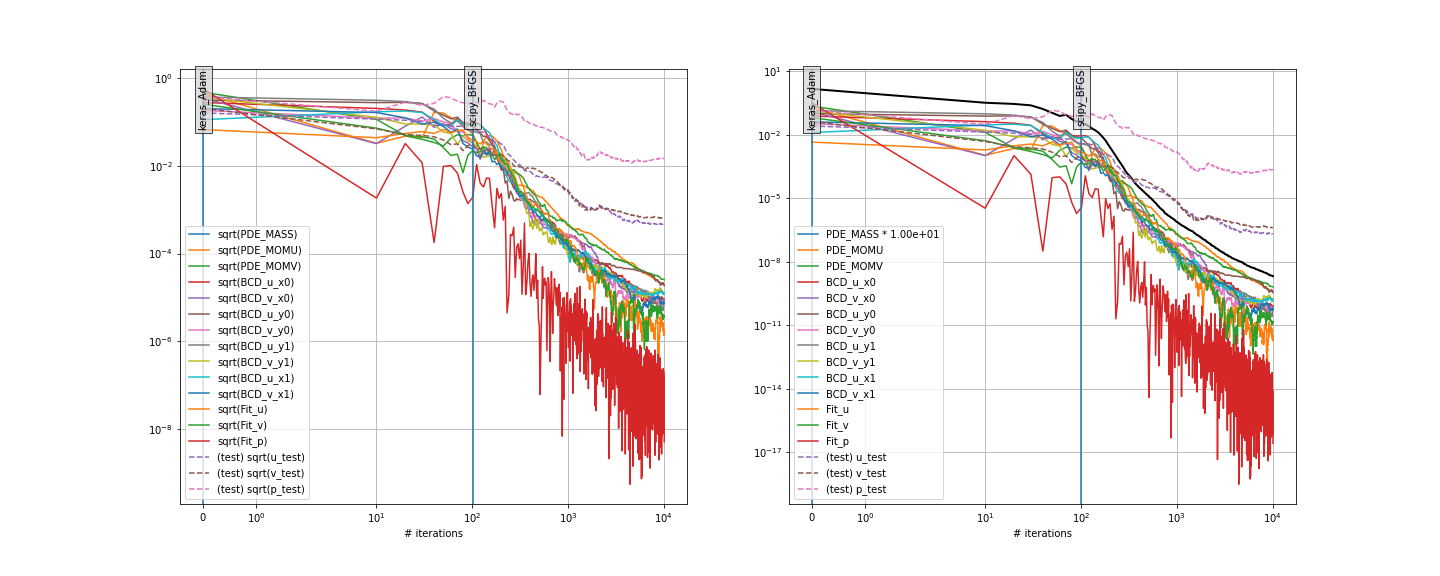 keras_Adam
scipy_BFGS
10^0
10^-2
10^-4
10^-6
10^-8
sqrt(PDE_MASS)
sqrt(PDE_MOMU)
sqrt(PDE_MOMV)
sqrt(BCD_u_x0)
sqrt(BCD_v_x0)
sqrt(BCD_u_y0)
sqrt(BCD_v_y0)
sqrt(BCD_u_y1)
sqrt(BCD_v_y1)
sqrt(BCD_u_x1)
sqrt(BCD_v_x1)
sqrt(Fit_u)
sqrt(Fit_v)
sqrt(Fit_p)
(test) sqrt(u_test)
(test) sqrt(v_test)
(test) sqrt(p_test)
0 10^0 10^1 10^2 10^3 10^4
# iterations
keras_Adam
scipy_BFGS
10^1
10^-2
10^-5
10^-8
10^-11
10^-14
10^-17
PDE_MASS * 1.00e+01
PDE_MOMU
PDE_MOMV
BCD_u_x0
BCD_v_x0
BCD_u_y0
BCD_v_y0
BCD_u_y1
BCD_v_y1
BCD_u_x1
BCD_v_x1
Fit_u
Fit_v
Fit_p
(test) u_test
(test) v_test
(test) p_test
0 10^0 10^1 10^2 10^3 10^4
# iterations